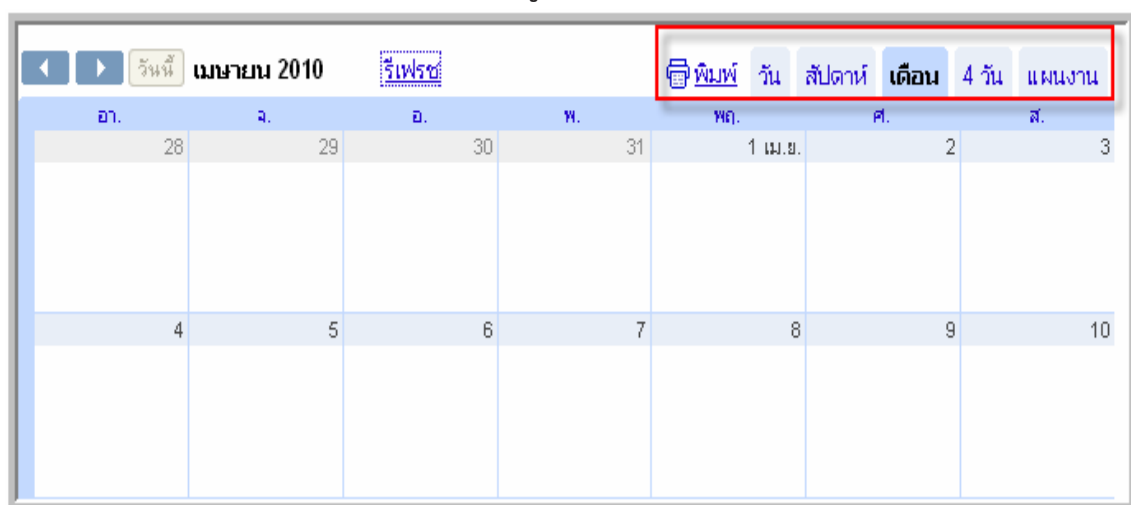 วันนี้ เมษายน 2010 รีเฟรช พิมพ์ วัน สัปดาห์ เดือน 4 วัน แผนงาน
อา. จ. อ. พ. พฤ. ศ. ส.
28 29 30 31 1 เม.ย. 2 3
4 5 6 7 8 9 10